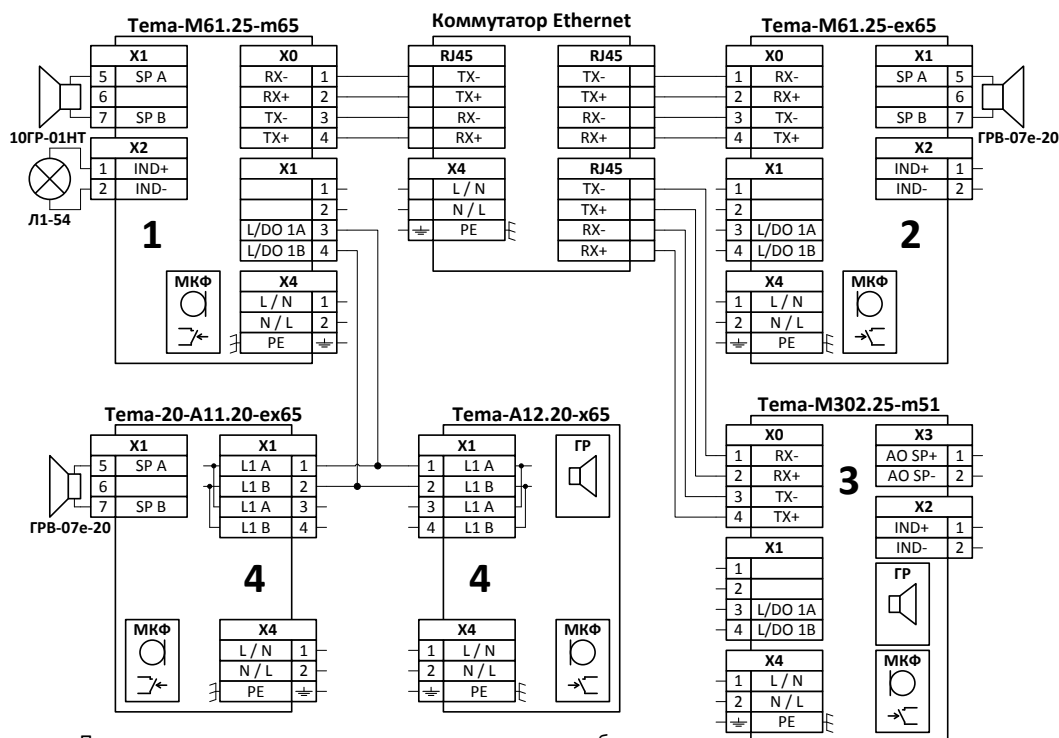 Tema-M61.25-m65
X1
5 SP A
6
7 SP B
10ГР-01НТ
X2
1 IND+
2 IND-
Л1-54
1
X0
RX- 1
RX+ 2
TX- 3
TX+ 4
X1
1
2
L/DO 1A 3
L/DO 1B 4
МКФ
X4
L / N 1
N / L 2
PE
Коммутатор Ethernet
RJ45
TX-
TX+
RX-
RX+
X4
L / N
N / L
PE
RJ45
TX-
TX+
RX-
RX+
RJ45
TX-
TX+
RX-
RX+
Tema-M61.25-ex65
X0
1 RX-
2 RX+
3 TX-
4 TX+
X1
1
2
3 L/DO 1A
4 L/DO 1B
X4
1 L / N
2 N / L
PE
МКФ
X1
SP A 5
6
SP B 7
ГРВ-07е-20
X2
IND+ 1
IND- 2
2
Tema-20-A11.20-ex65
X1
5 SP A
6
7 SP B
ГРВ-07е-20
X1
L1 A 1
L1 B 2
L1 A 3
L1 B 4
4
МКФ
X4
L / N 1
N / L 2
PE
Tema-A12.20-x65
X1
1 L1 A
2 L1 B
3 L1 A
4 L1 B
ГР
4
X4
1 L / N
2 N / L
PE
МКФ
Tema-M302.25-m51
X0
1 RX-
2 RX+
3 TX-
4 TX+
3
X1
1
2
3 L/DO 1A
4 L/DO 1B
X4
1 L / N
2 N / L
PE
X3
AO SP+ 1
AO SP- 2
X2
IND+ 1
IND- 2
ГР
МКФ